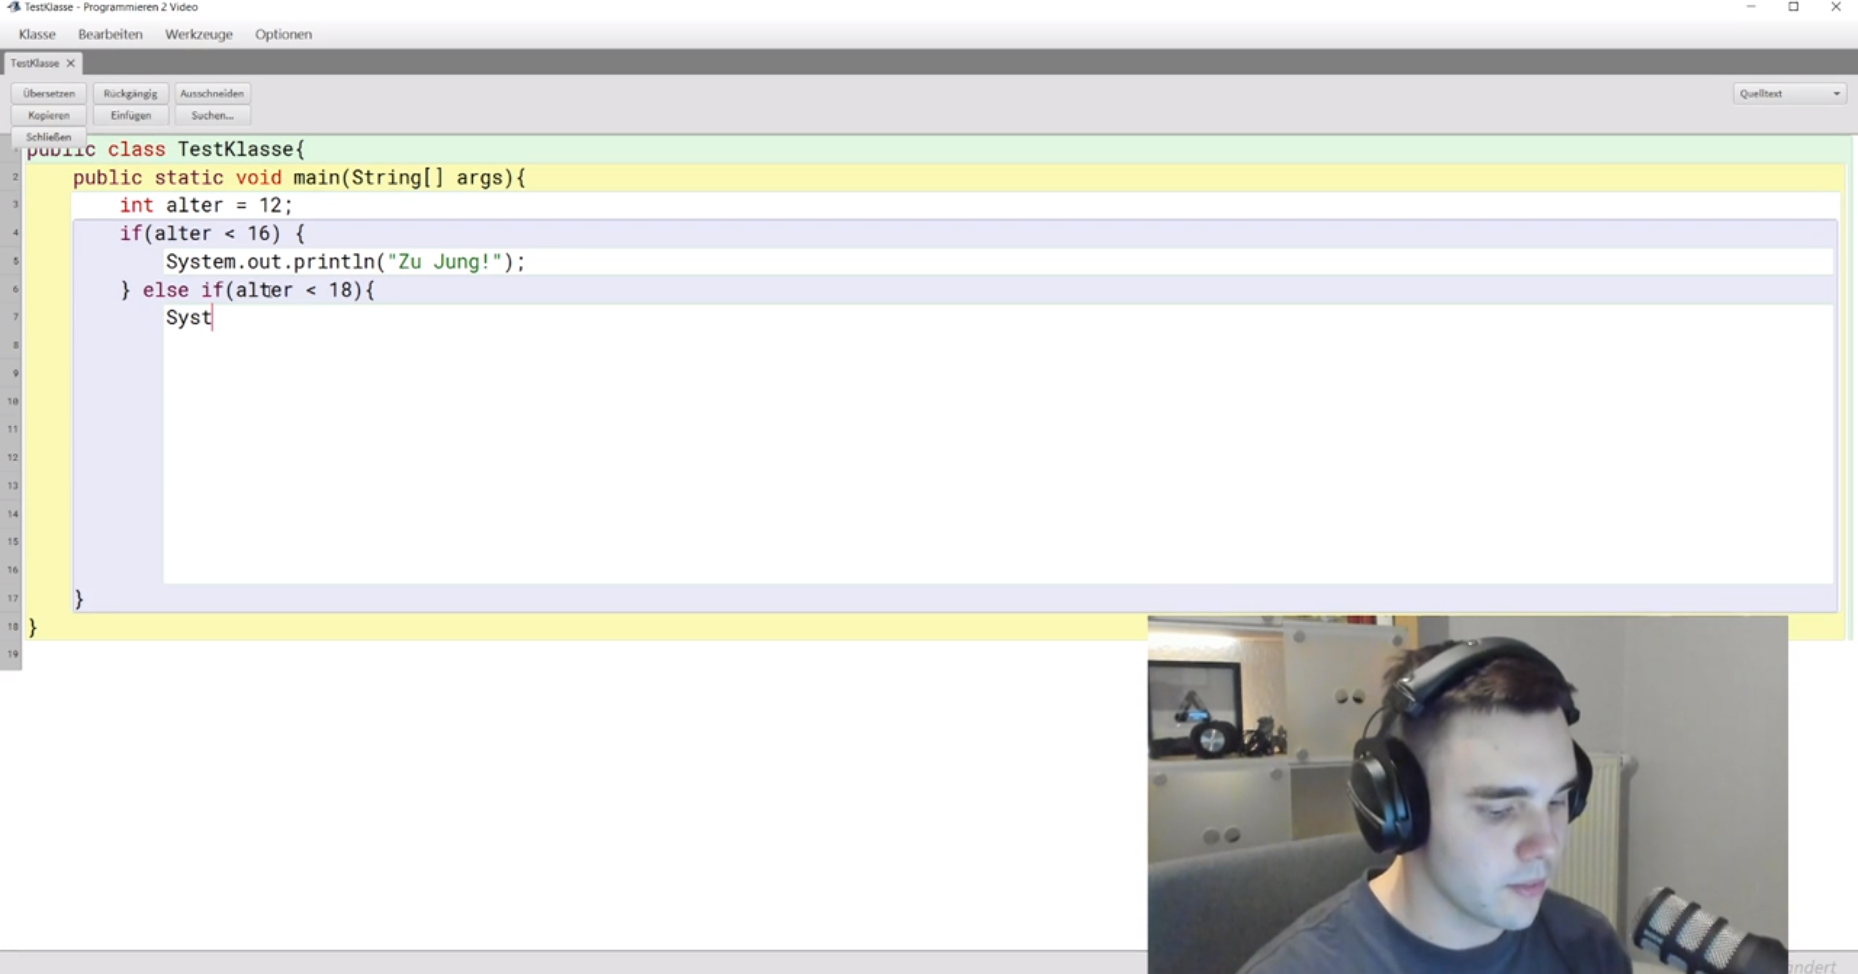 TestKlasse - Programmieren 2 Video
Klasse Bearbeiten Werkzeuge Optionen
TestKlasse
Übersetzen Rückgängig Ausschneiden Quelltext
Kopieren Einfügen Suchen...
Schließen
1 public class TestKlasse{
2 public static void main(String[] args){
3 int alter = 12;
4 if(alter < 16) {
5 System.out.println("Zu Jung!");
6 } else if(alter < 18){
7 Syst
8
9
10
11
12
13
14
15
16
17 }
18 }
19
ändert